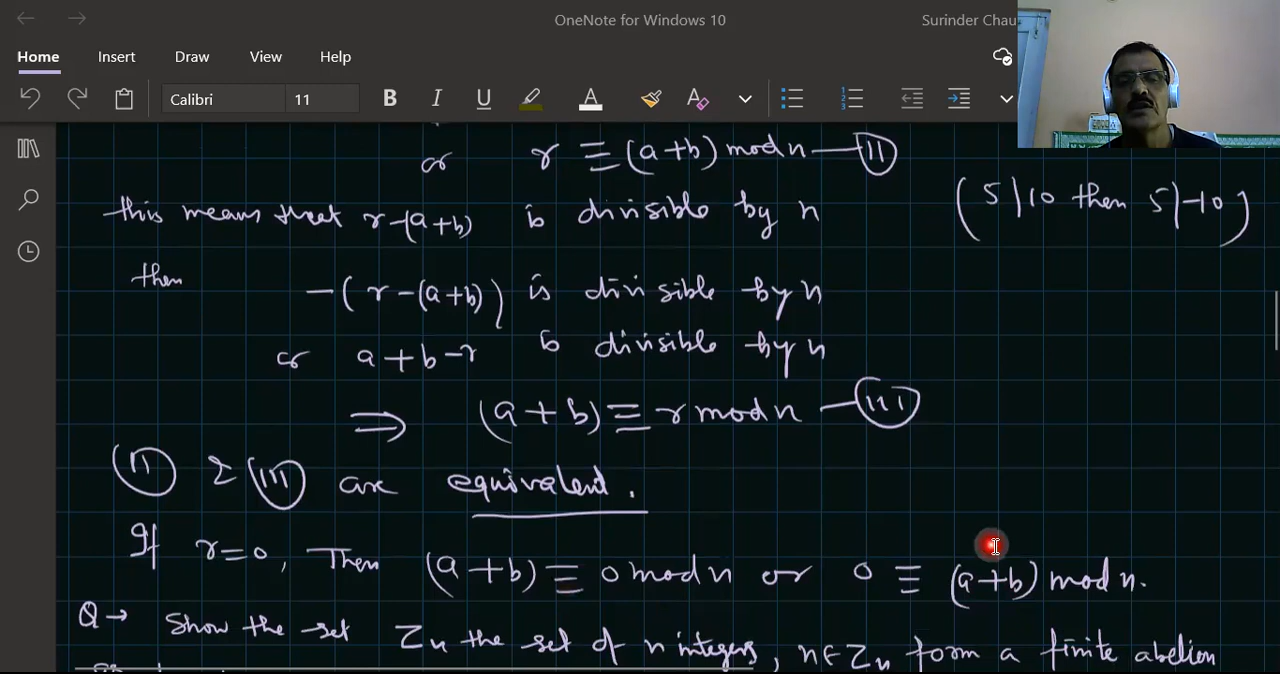 OneNote for Windows 10
Surinder Chau
Home Insert Draw View Help
Calibri 11 B I U A A
or r ≡ (a+b) mod n — II
this means that r-(a+b) is divisible by n (5|10 then 5|-10)
then -(r-(a+b)) is divisible by n
or a+b-r is divisible by n
⇒ (a+b) ≡ r mod n — III
II & III are equivalent.
If r=0, Then (a+b) ≡ 0 mod n or 0 ≡ (a+b) mod n.
Q→ Show the set Zn the set of n integers, n∈Zn form a finite abelion